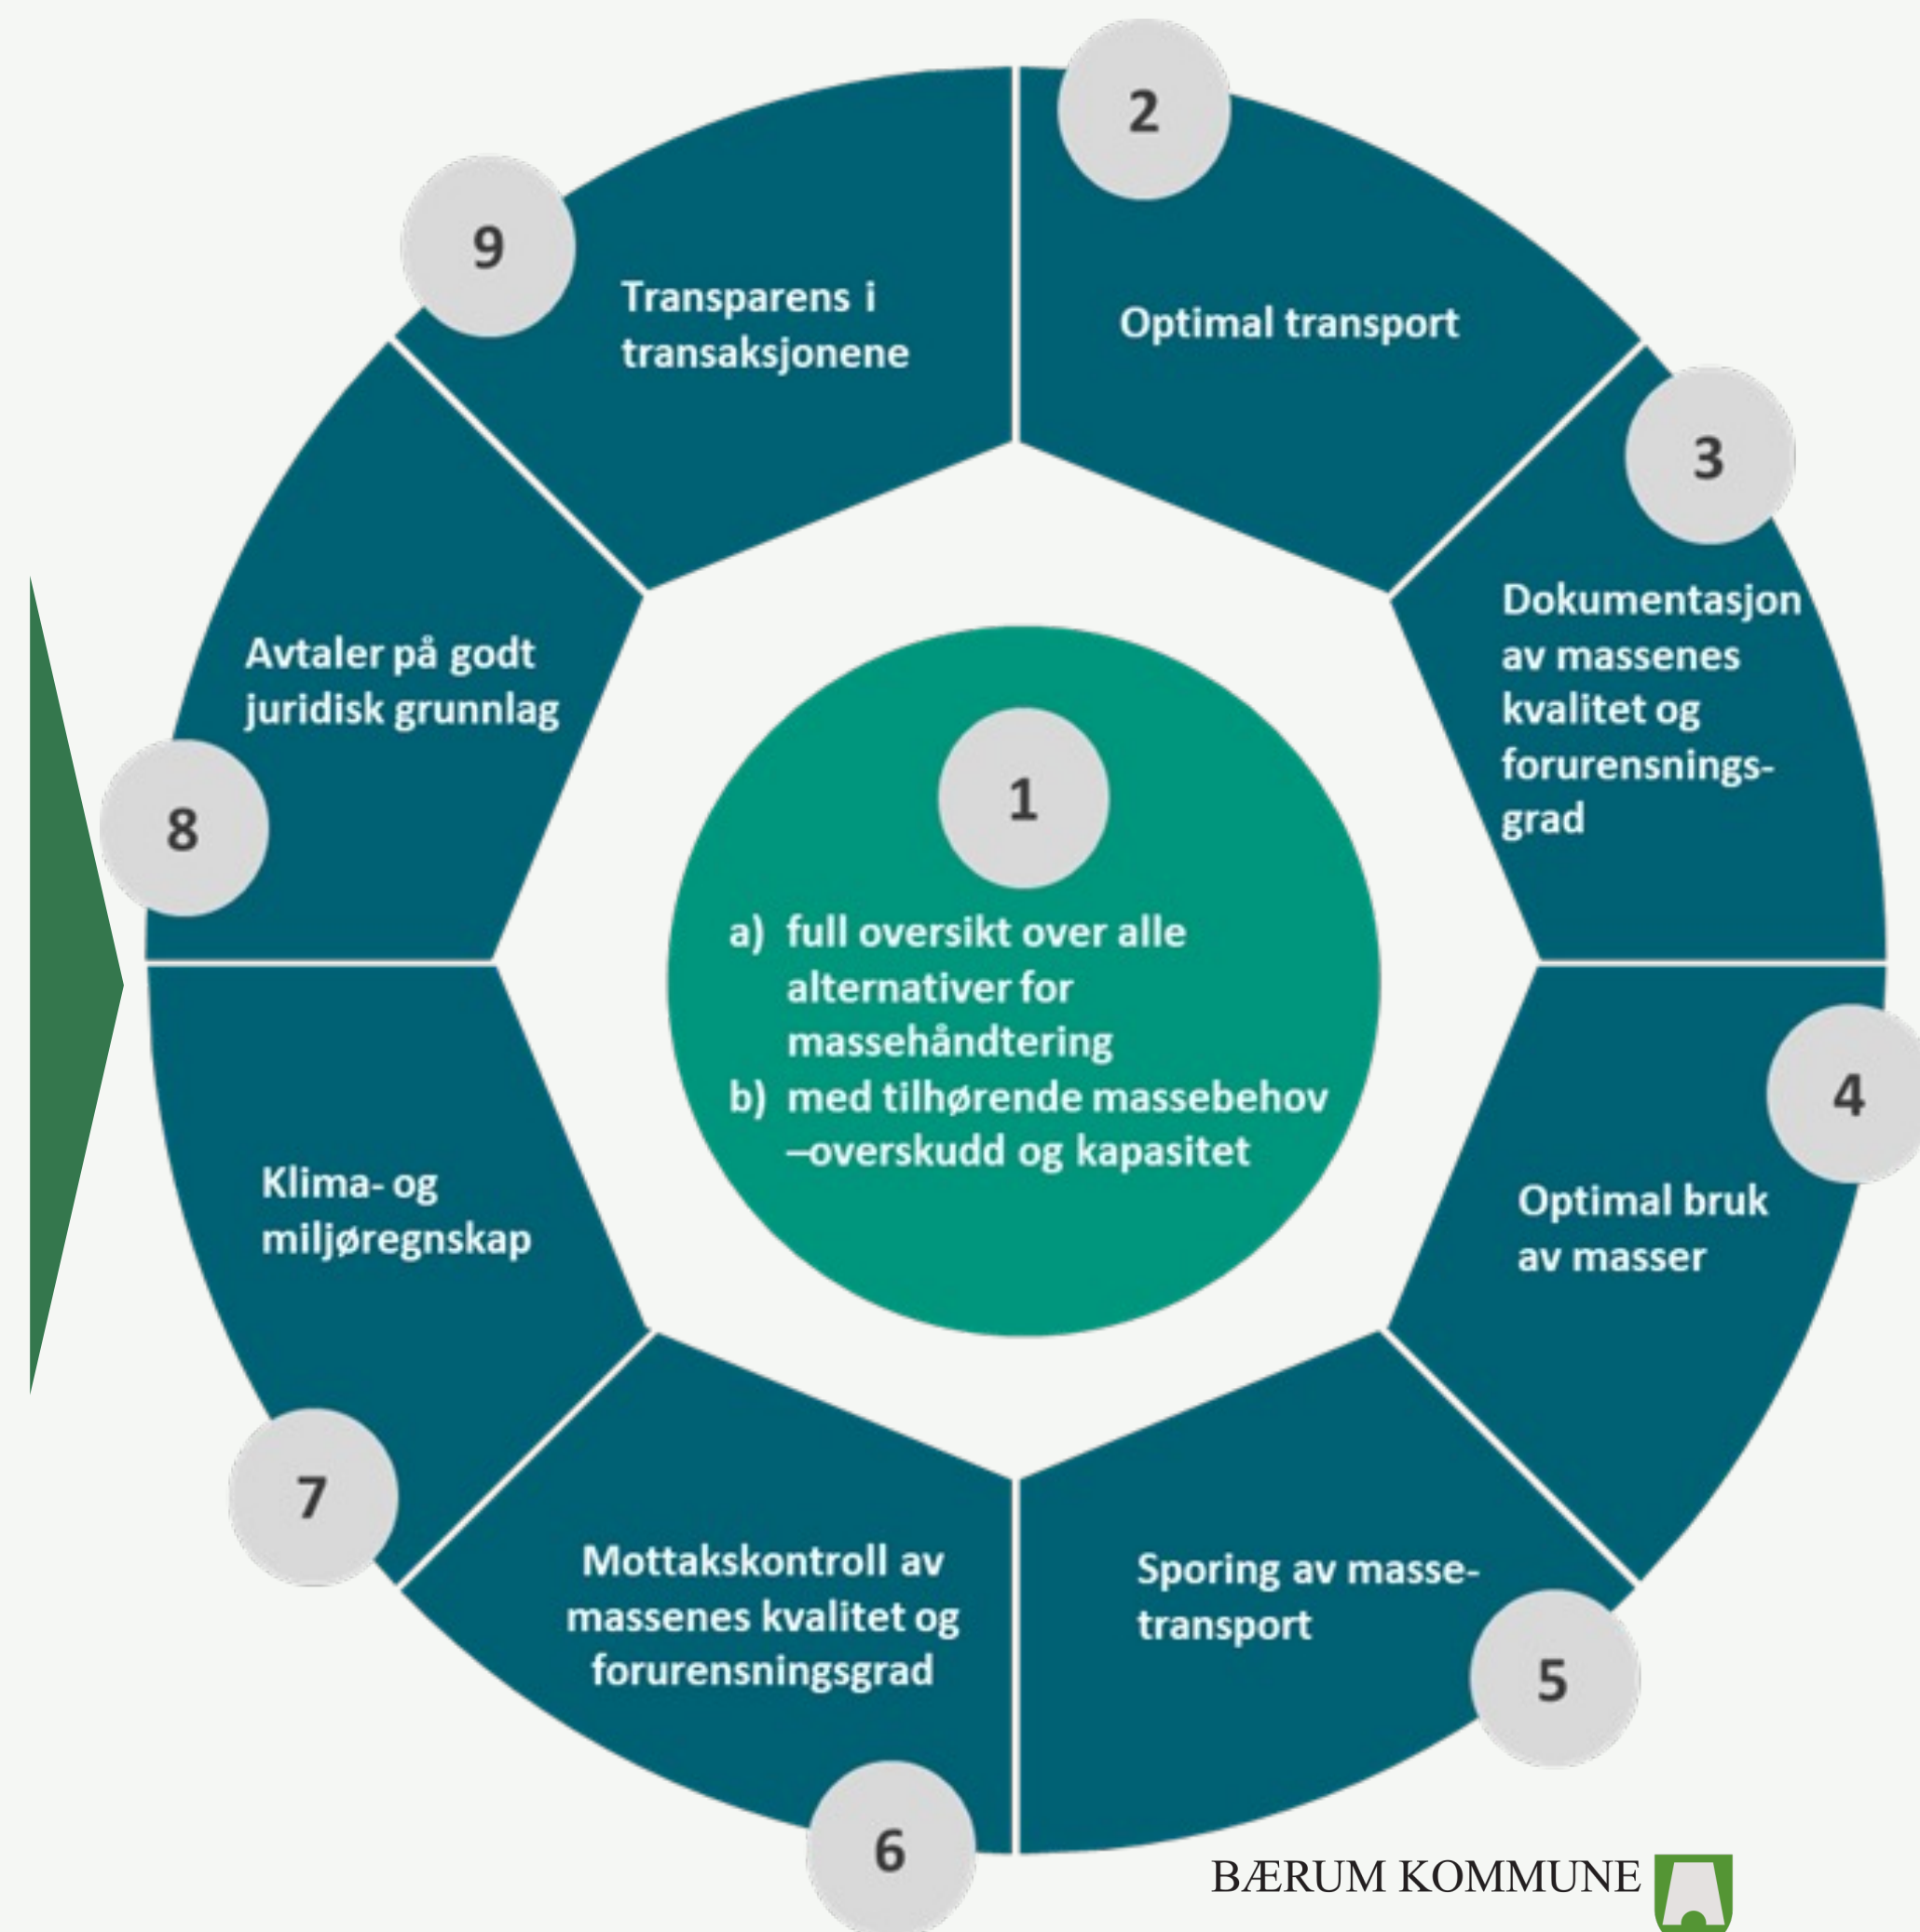 1
a) full oversikt over alle
alternativer for
massehåndtering
b) med tilhørende massebehov
–overskudd og kapasitet
2
Optimal transport
3
Dokumentasjon
av massenes
kvalitet og
forurensnings-
grad
4
Optimal bruk
av masser
5
Sporing av masse-
transport
6
Mottakskontroll av
massenes kvalitet og
forurensningsgrad
7
Klima- og
miljøregnskap
8
Avtaler på godt
juridisk grunnlag
9
Transparens i
transaksjonene
BÆRUM KOMMUNE